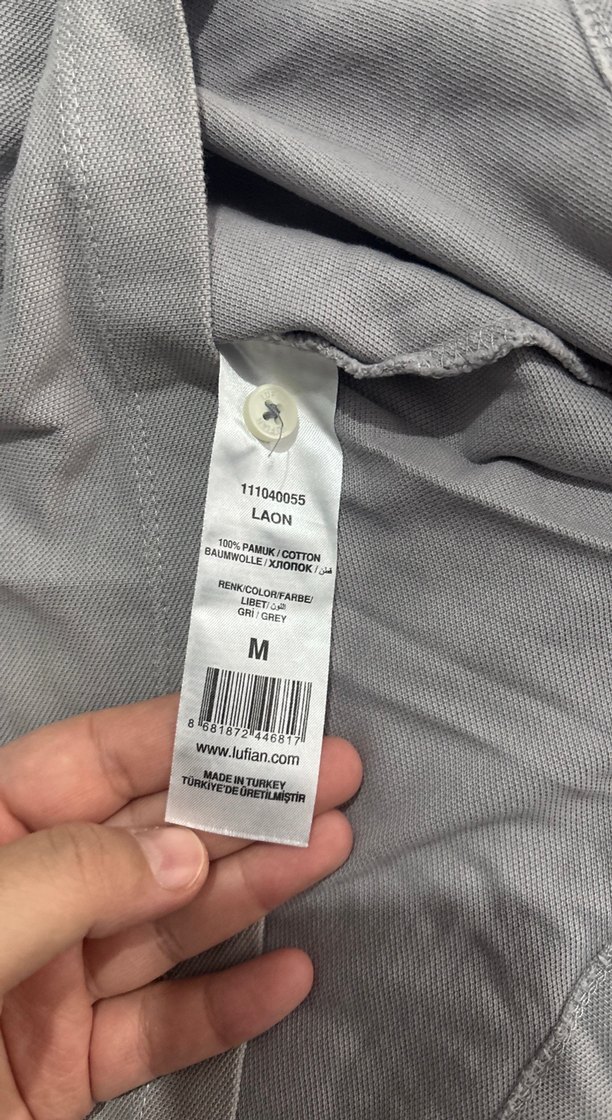 111040055
LAON
100% PAMUK / COTTON
BAUMWOLLE / ХЛОПОК / قطن
RENK/COLOR/FARBE/
LIBET/ اللون
GRİ / GREY
M
8 681872 446817
www.lufian.com
MADE IN TURKEY
TÜRKİYE'DE ÜRETİLMİŞTİR